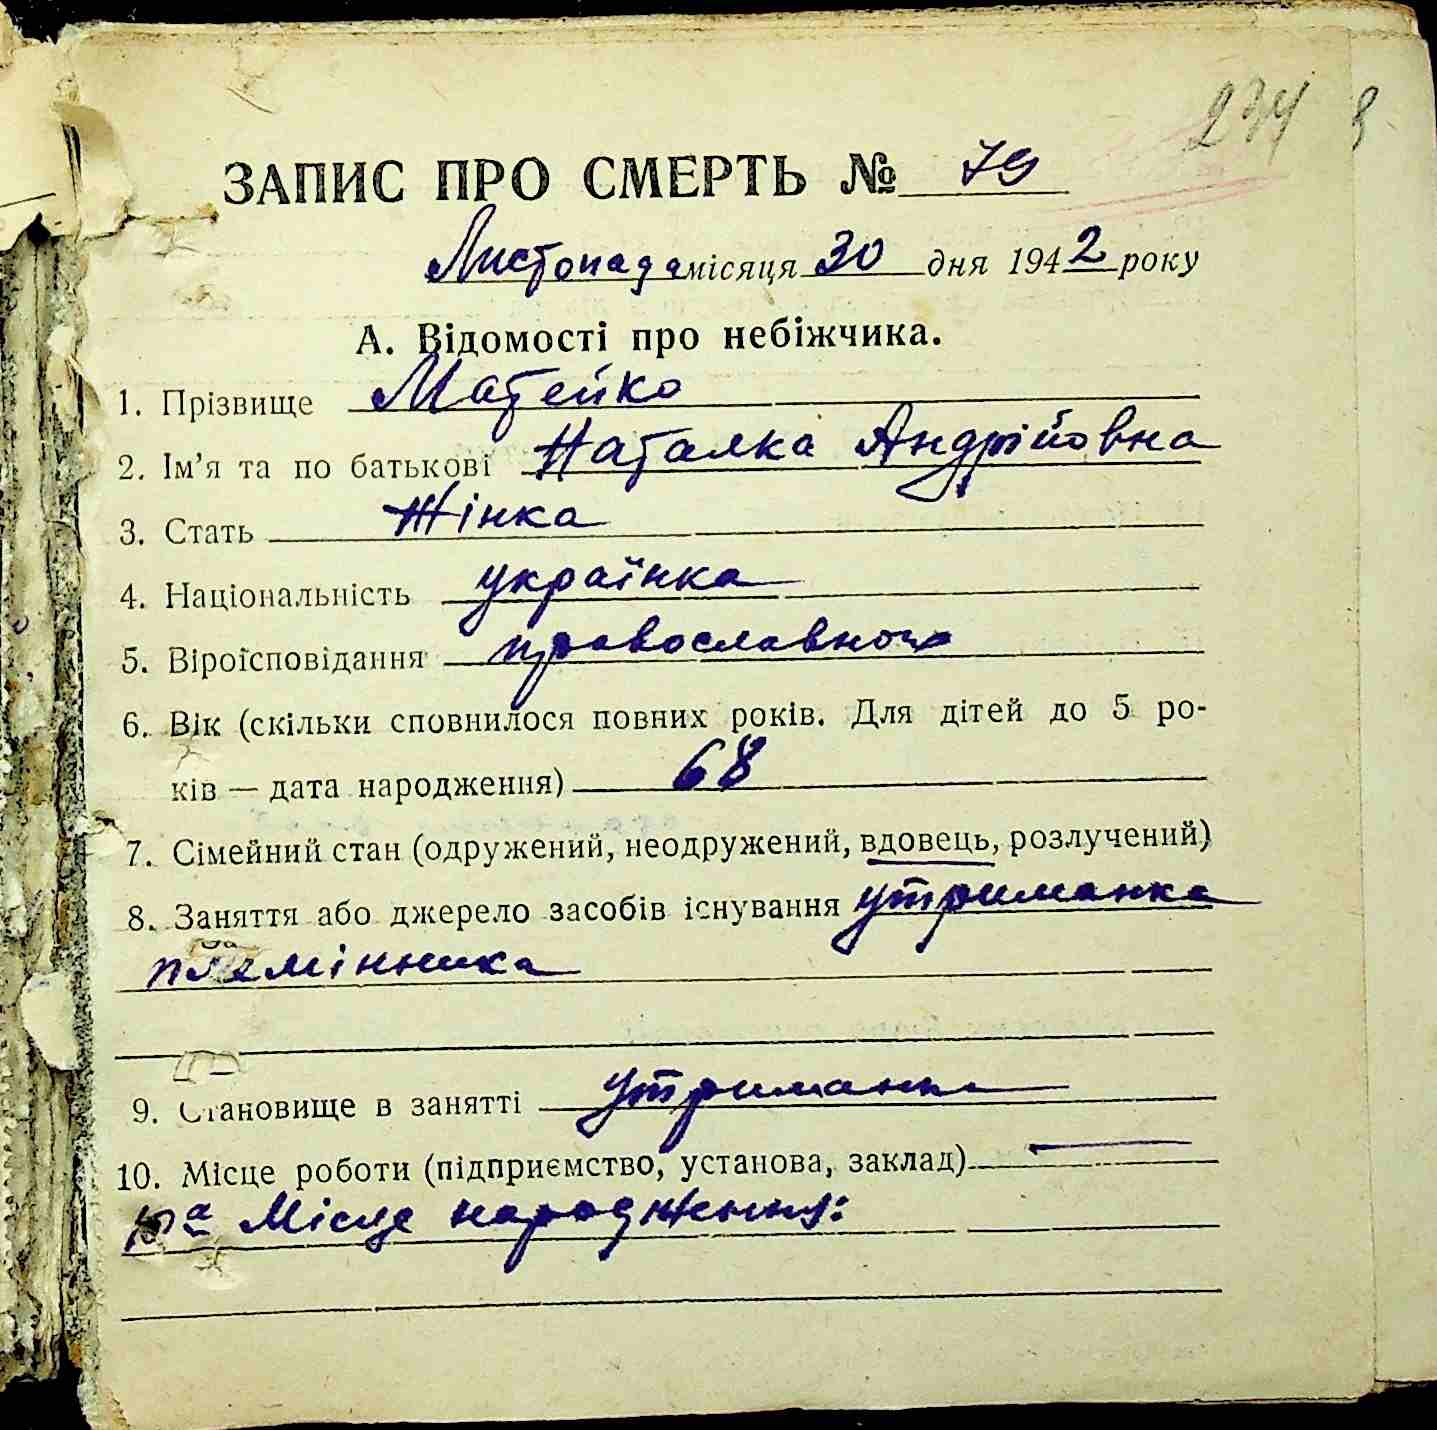 234
ЗАПИС ПРО СМЕРТЬ № 79
Листопада місяця 30 дня 1942 року
А. Відомості про небіжчика.
1. Прізвище Матейко
2. Ім’я та по батькові Наталка Андрійовна
3. Стать Жінка
4. Національність українка
5. Віроісповідання православного
6. Вік (скільки сповнилося повних років. Для дітей до 5 ро-
ків — дата народження) 68
7. Сімейний стан (одружений, неодружений, вдовець, розлучений)
8. Заняття або джерело засобів існування утриманка
племінника
9. Становище в занятті утриманка
10. Місце роботи (підприємство, установа, заклад) —
10а Місце народження: